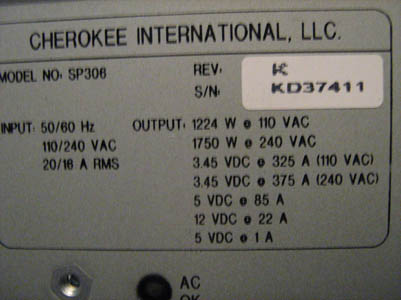 CHEROKEE INTERNATIONAL, LLC.
MODEL NO: SP306 REV: K
S/N: KD37411
INPUT: 50/60 Hz OUTPUT: 1224 W @ 110 VAC
110/240 VAC 1750 W @ 240 VAC
20/16 A RMS 3.45 VDC @ 325 A (110 VAC)
3.45 VDC @ 375 A (240 VAC)
5 VDC @ 85 A
12 VDC @ 22 A
5 VDC @ 1 A
AC
OK